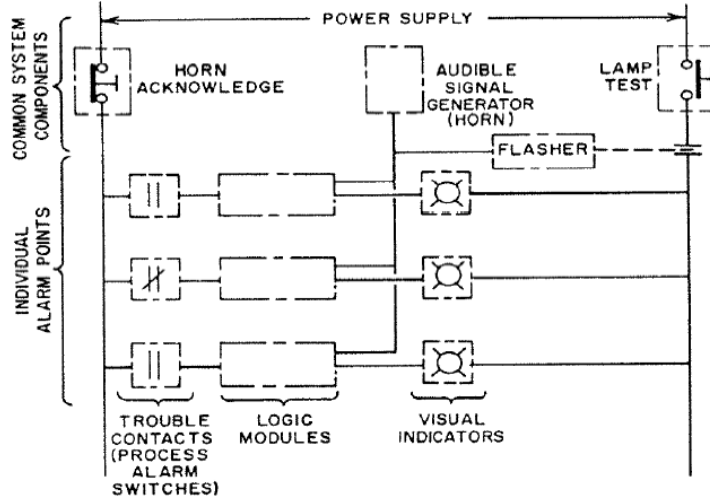 POWER SUPPLY
COMMON SYSTEM
COMPONENTS
HORN
ACKNOWLEDGE
AUDIBLE
SIGNAL
GENERATOR
(HORN)
LAMP
TEST
FLASHER
INDIVIDUAL
ALARM POINTS
TROUBLE
CONTACTS
(PROCESS
ALARM
SWITCHES)
LOGIC
MODULES
VISUAL
INDICATORS